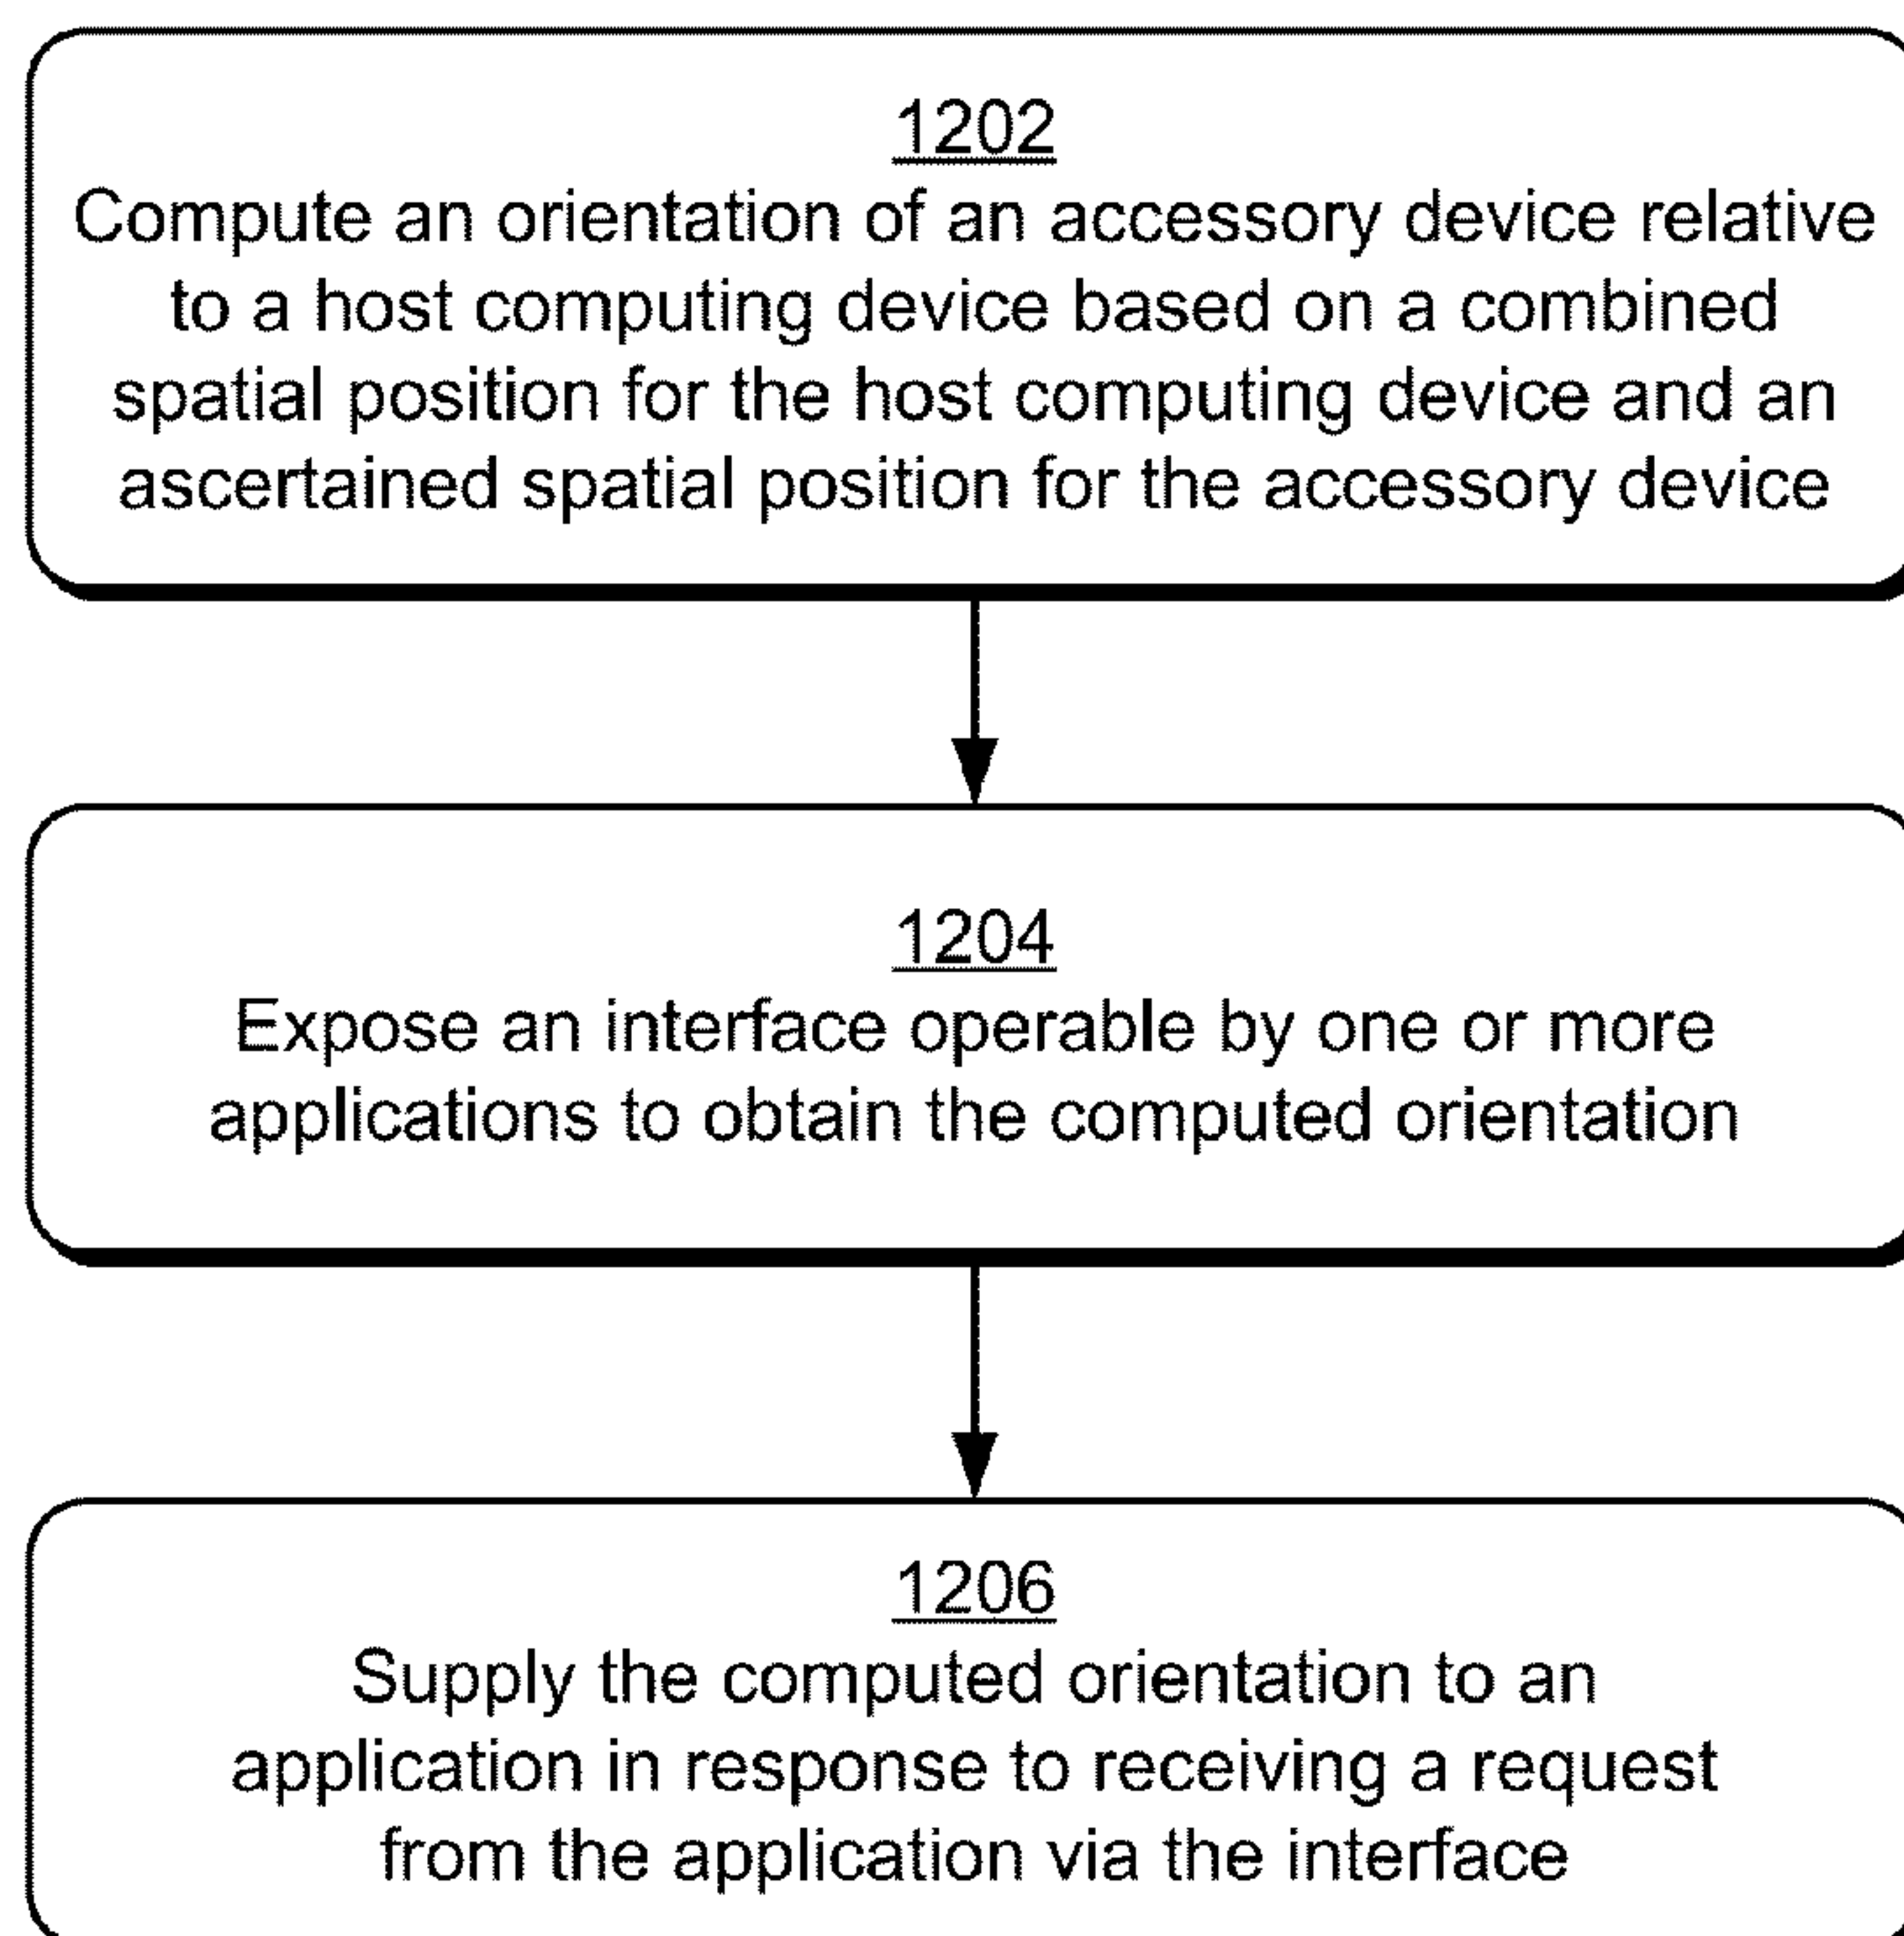 1202
Compute an orientation of an accessory device relative
to a host computing device based on a combined
spatial position for the host computing device and an
ascertained spatial position for the accessory device
1204
Expose an interface operable by one or more
applications to obtain the computed orientation
1206
Supply the computed orientation to an
application in response to receiving a request
from the application via the interface